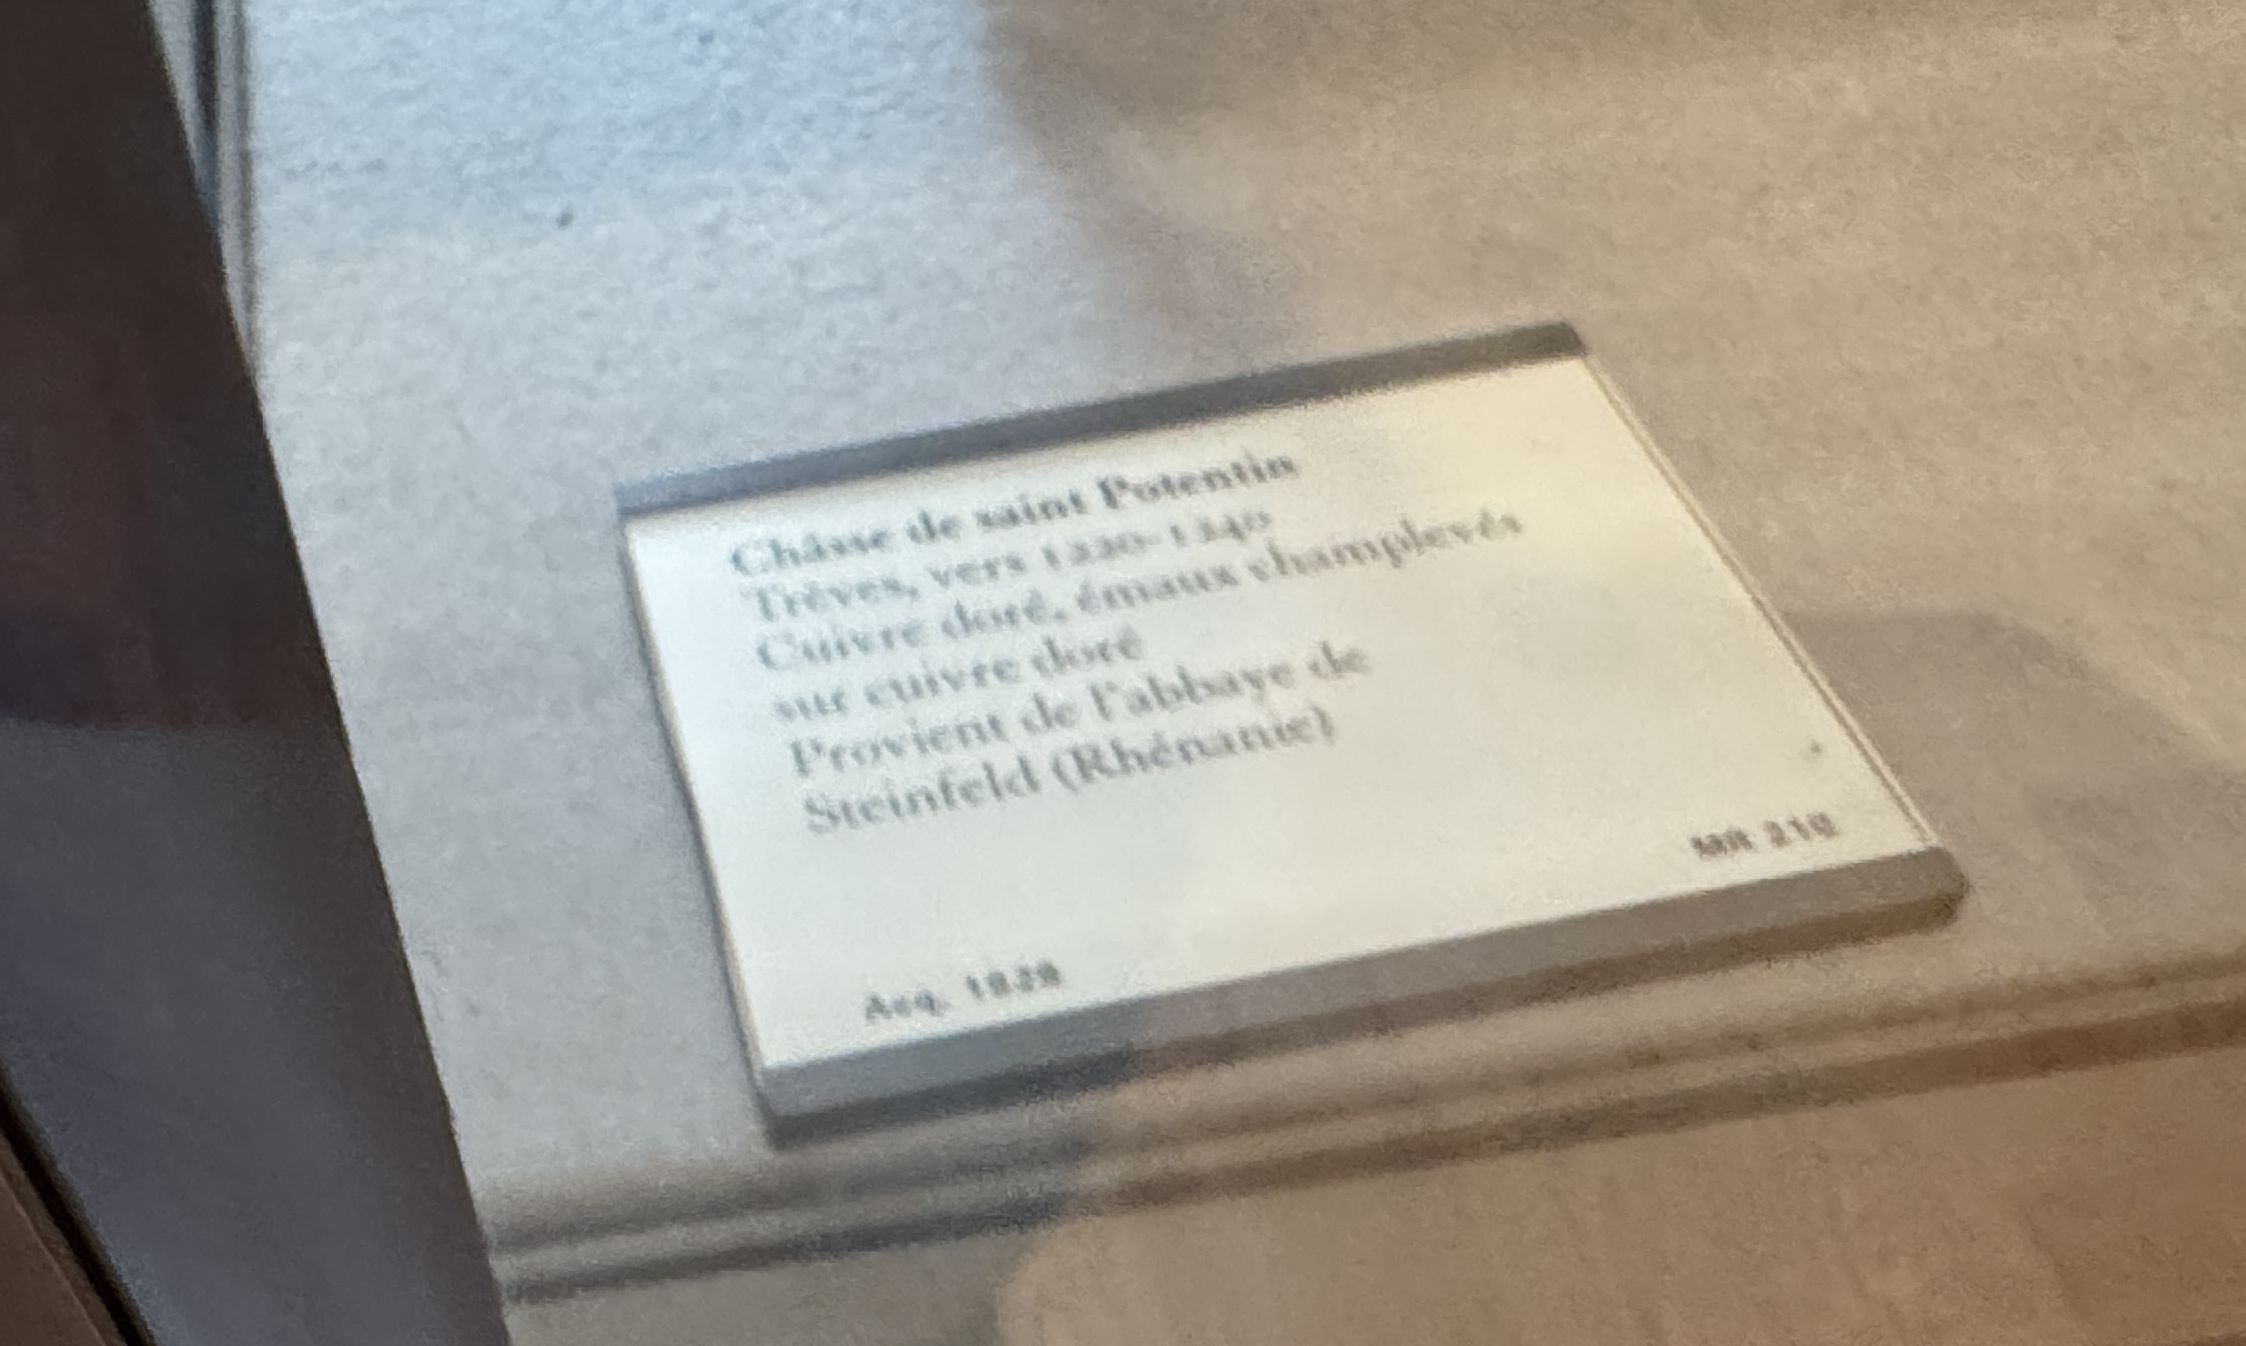 Châsse de saint Potentin
Trèves, vers 1220-1240
Cuivre doré, émaux champlevés
sur cuivre doré
Provient de l'abbaye de
Steinfeld (Rhénanie)
MR
Acq. 1828